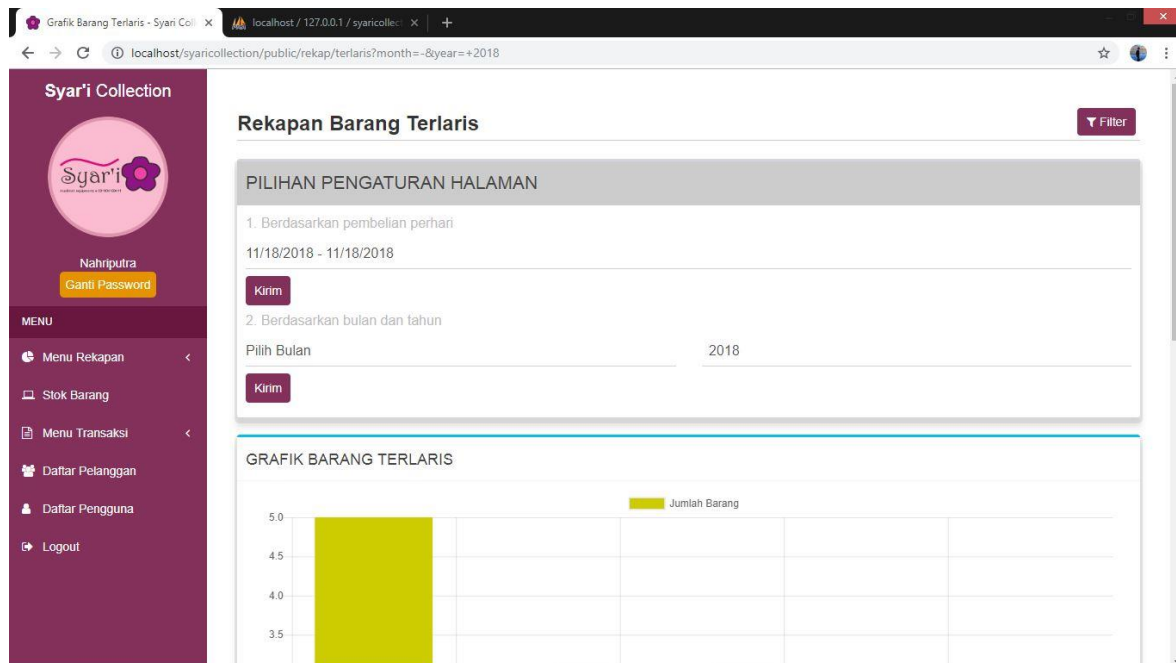 Grafik Barang Terlaris - Syari Coll
localhost / 127.0.0.1 / syaricollect
localhost/syaricollection/public/rekap/terlaris?month=-&year=+2018
Syar'i Collection
Syar'i
Nahriputra
Ganti Password
MENU
Menu Rekapan
Stok Barang
Menu Transaksi
Daftar Pelanggan
Daftar Pengguna
Logout
Rekapan Barang Terlaris
Filter
PILIHAN PENGATURAN HALAMAN
1. Berdasarkan pembelian perhari
11/18/2018 - 11/18/2018
Kirim
2. Berdasarkan bulan dan tahun
Pilih Bulan 2018
Kirim
GRAFIK BARANG TERLARIS
Jumlah Barang
5.0
4.5
4.0
3.5